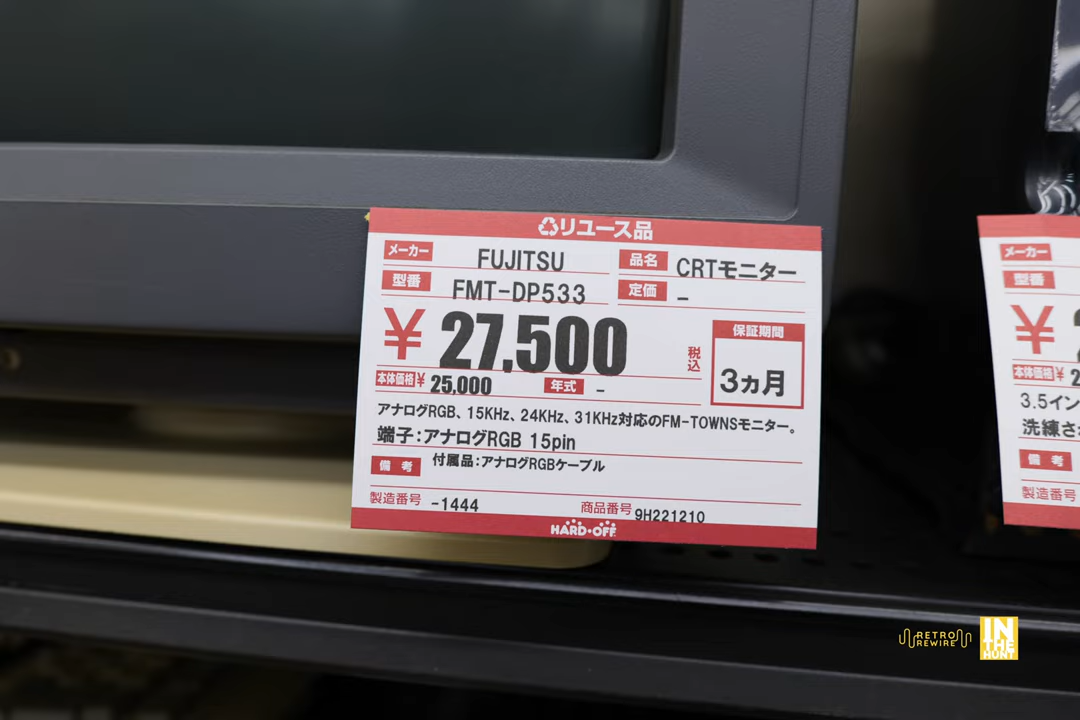 リユース品
メーカー FUJITSU 品名 CRTモニター
型番 FMT-DP533 定価 -
¥27,500 税込
保証期間
3ヵ月
本体価格¥ 25.000 年式 -
アナログRGB、15KHz、24KHz、31KHz対応のFM-TOWNSモニター。
端子:アナログRGB 15pin
備考 付属品:アナログRGBケーブル
製造番号 -1444 商品番号 9H221210
HARD・OFF
メーカー
型番
¥
本体価格¥
3.5イン
洗練さ
備考
製造番号
RETRO
REWIRE
IN
THE
HUNT